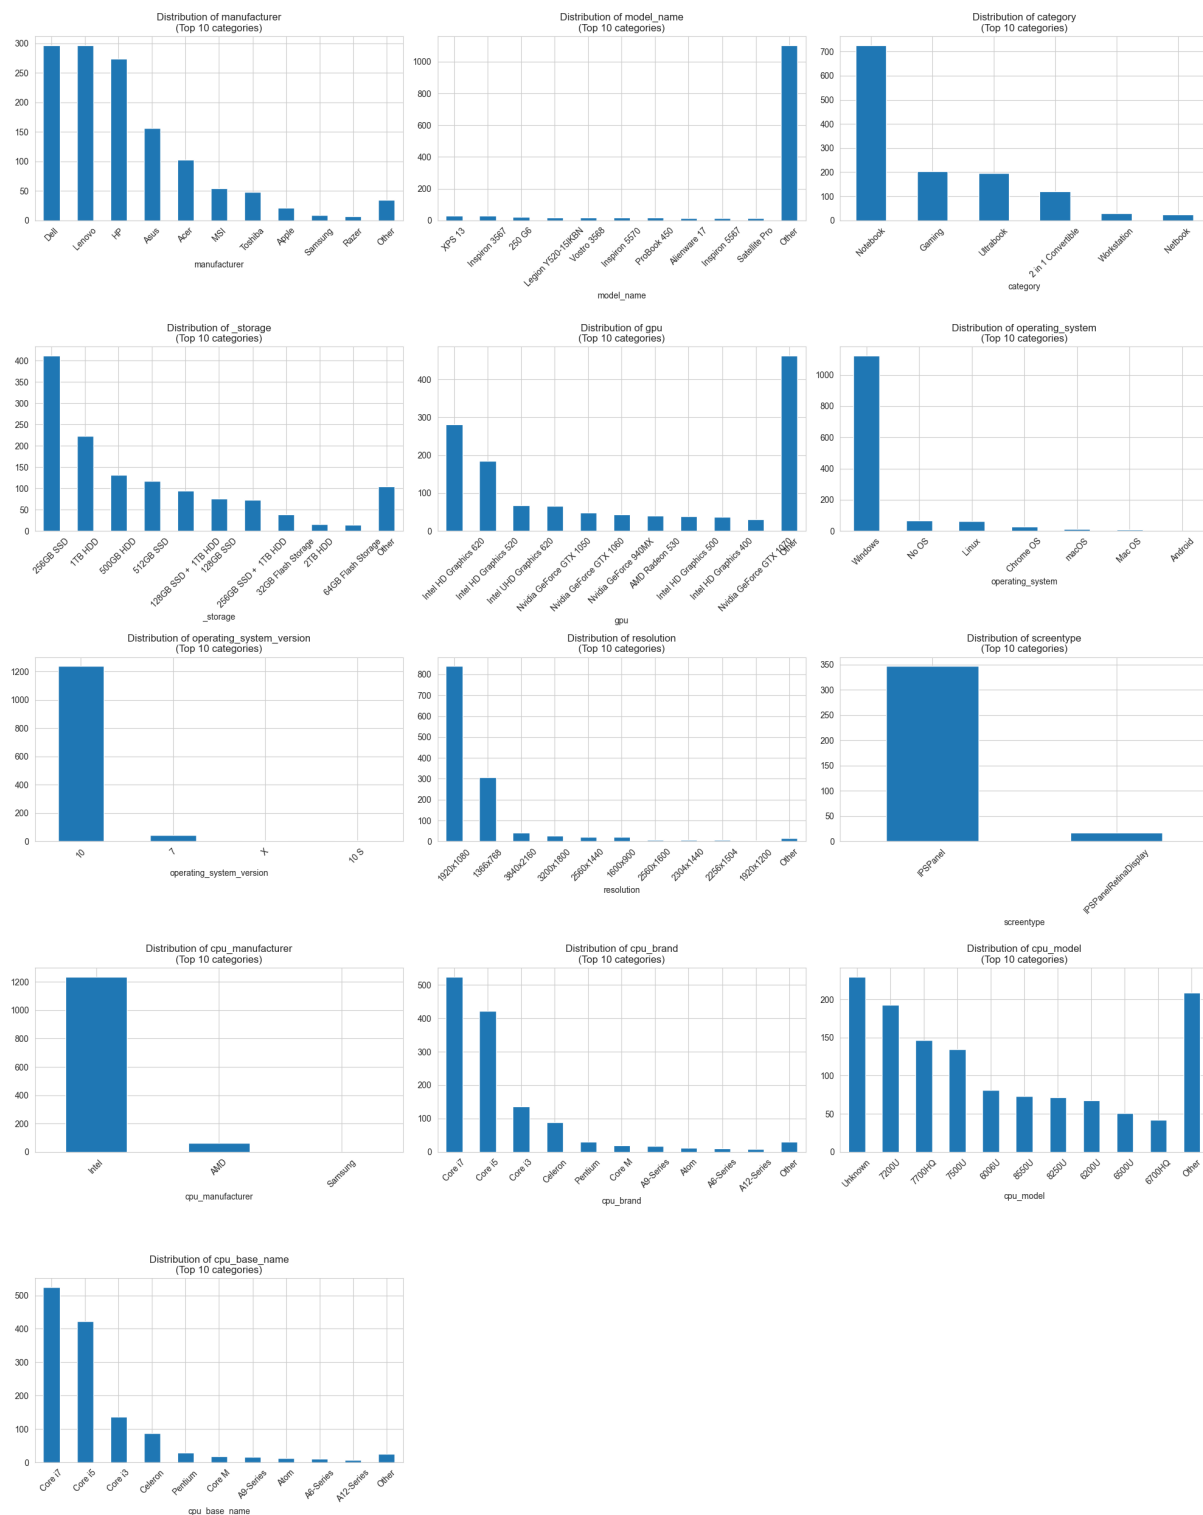 Distribution of manufacturer
(Top 10 categories)
300
250
200
150
100
50
0
Dell
Lenovo
HP
Asus
Acer
MSI
Toshiba
Apple
Samsung
Razer
Other
manufacturer
Distribution of model_name
(Top 10 categories)
1000
800
600
400
200
0
XPS 13
Inspiron 3567
250 G6
Legion Y520-15IKBN
Vostro 3568
Inspiron 5570
ProBook 450
Alienware 17
Inspiron 5567
Satellite Pro
Other
model_name
Distribution of category
(Top 10 categories)
700
600
500
400
300
200
100
0
Notebook
Gaming
Ultrabook
2 in 1 Convertible
Workstation
Netbook
category
Distribution of _storage
(Top 10 categories)
400
350
300
250
200
150
100
50
0
256GB SSD
1TB HDD
500GB HDD
512GB SSD
128GB SSD + 1TB HDD
128GB SSD
256GB SSD + 1TB HDD
32GB Flash Storage
2TB HDD
64GB Flash Storage
Other
_storage
Distribution of gpu
(Top 10 categories)
400
300
200
100
0
Intel HD Graphics 620
Intel HD Graphics 520
Intel UHD Graphics 620
Nvidia GeForce GTX 1050
Nvidia GeForce GTX 1060
Nvidia GeForce 940MX
AMD Radeon 530
Intel HD Graphics 500
Intel HD Graphics 400
Nvidia GeForce GTX 1070
Other
gpu
Distribution of operating_system
(Top 10 categories)
1000
800
600
400
200
0
Windows
No OS
Linux
Chrome OS
macOS
Mac OS
Android
operating_system
Distribution of operating_system_version
(Top 10 categories)
1200
1000
800
600
400
200
0
10
7
X
10 S
operating_system_version
Distribution of resolution
(Top 10 categories)
800
700
600
500
400
300
200
100
0
1920x1080
1366x768
3840x2160
3200x1800
2560x1440
1600x900
2560x1600
2304x1440
2256x1504
1920x1200
Other
resolution
Distribution of screentype
(Top 10 categories)
350
300
250
200
150
100
50
0
IPSPanel
IPSPanelRetinaDisplay
screentype
Distribution of cpu_manufacturer
(Top 10 categories)
1200
1000
800
600
400
200
0
Intel
AMD
Samsung
cpu_manufacturer
Distribution of cpu_brand
(Top 10 categories)
500
400
300
200
100
0
Core i7
Core i5
Core i3
Celeron
Pentium
Core M
A9-Series
Atom
A6-Series
A12-Series
Other
cpu_brand
Distribution of cpu_model
(Top 10 categories)
200
150
100
50
0
Unknown
7200U
7700HQ
7500U
6006U
8550U
8250U
6200U
6500U
6700HQ
Other
cpu_model
Distribution of cpu_base_name
(Top 10 categories)
500
400
300
200
100
0
Core i7
Core i5
Core i3
Celeron
Pentium
Core M
A9-Series
Atom
A6-Series
A12-Series
Other
cpu_base_name